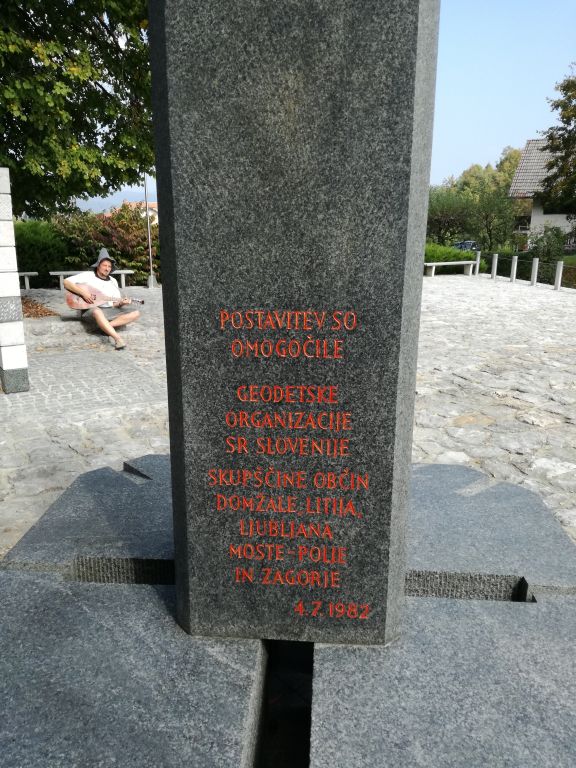 POSTAVITEV SO
OMOGOČILE
GEODETSKE
ORGANIZACIJE
SR SLOVENIJE
SKUPŠČINE OBČIN
DOMŽALE, LITIJA,
LJUBLJANA
MOSTE-POLJE
IN ZAGORJE
4.7.1982